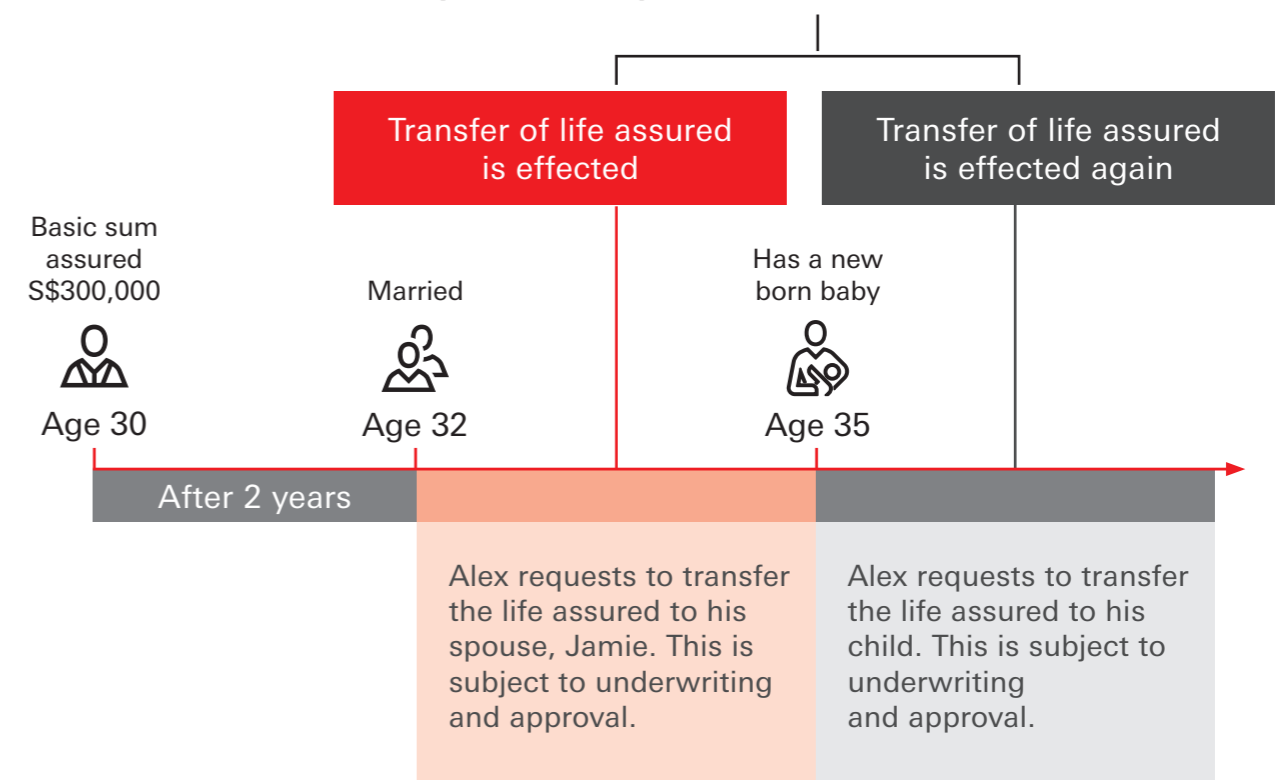 Transfer of life assured
is effected
Transfer of life assured
is effected again
Basic sum
assured
S$300,000
Married
Has a new
born baby
Age 30
Age 32
Age 35
After 2 years
Alex requests to transfer
the life assured to his
spouse, Jamie. This is
subject to underwriting
and approval.
Alex requests to transfer
the life assured to his
child. This is subject to
underwriting
and approval.